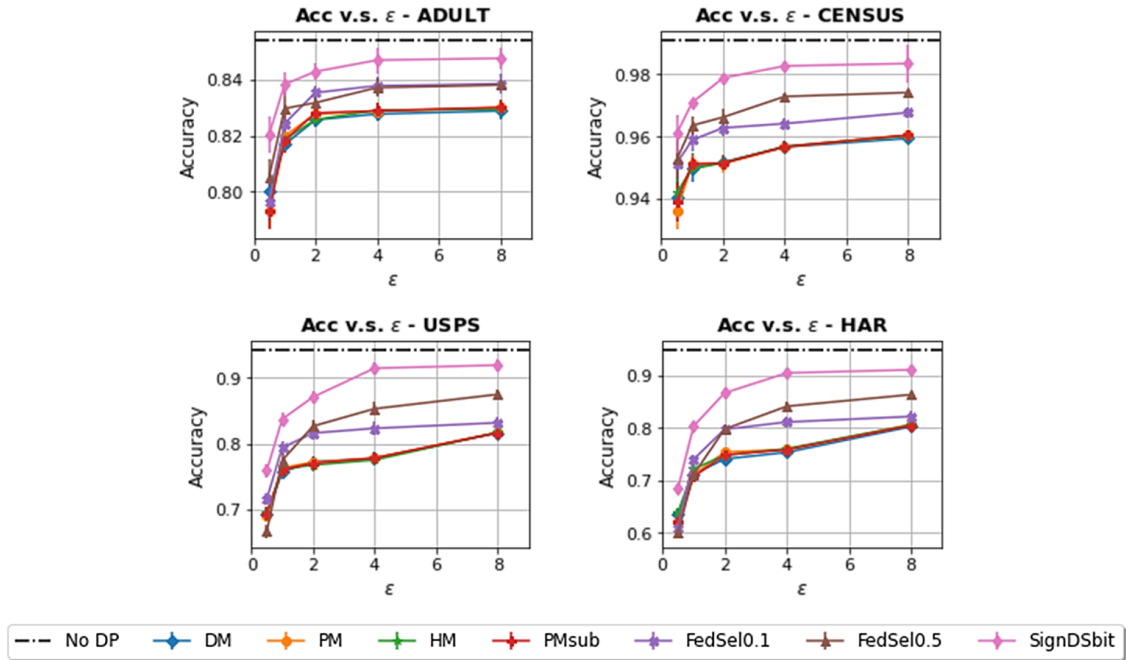 Acc v.s. ε - ADULT
Accuracy
0.84
0.82
0.80
0 2 4 6 8
ε
Acc v.s. ε - CENSUS
Accuracy
0.98
0.96
0.94
0 2 4 6 8
ε
Acc v.s. ε - USPS
Accuracy
0.9
0.8
0.7
0 2 4 6 8
ε
Acc v.s. ε - HAR
Accuracy
0.9
0.8
0.7
0.6
0 2 4 6 8
ε
No DP DM PM HM PMsub FedSel0.1 FedSel0.5 SignDSbit